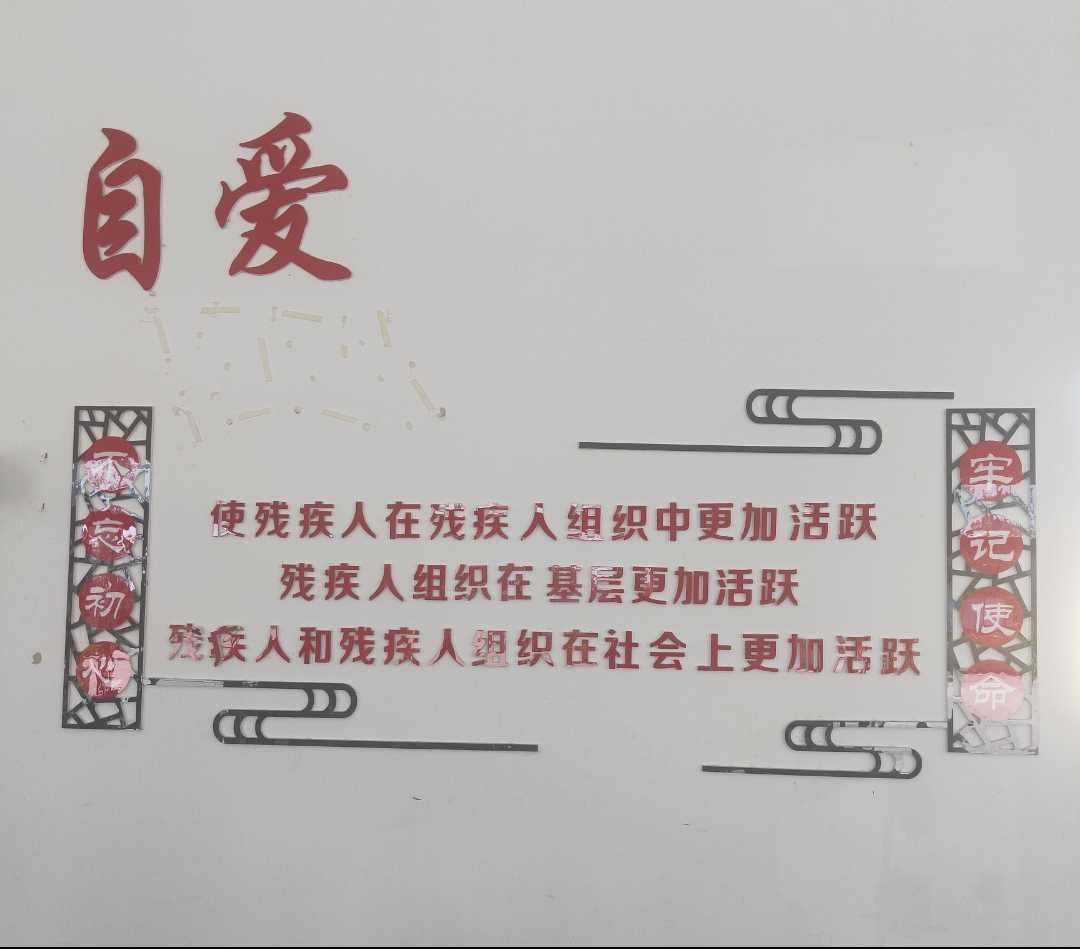 自爱
不忘初心
使残疾人在残疾人组织中更加活跃
残疾人组织在基层更加活跃
残疾人和残疾人组织在社会上更加活跃
牢记使命